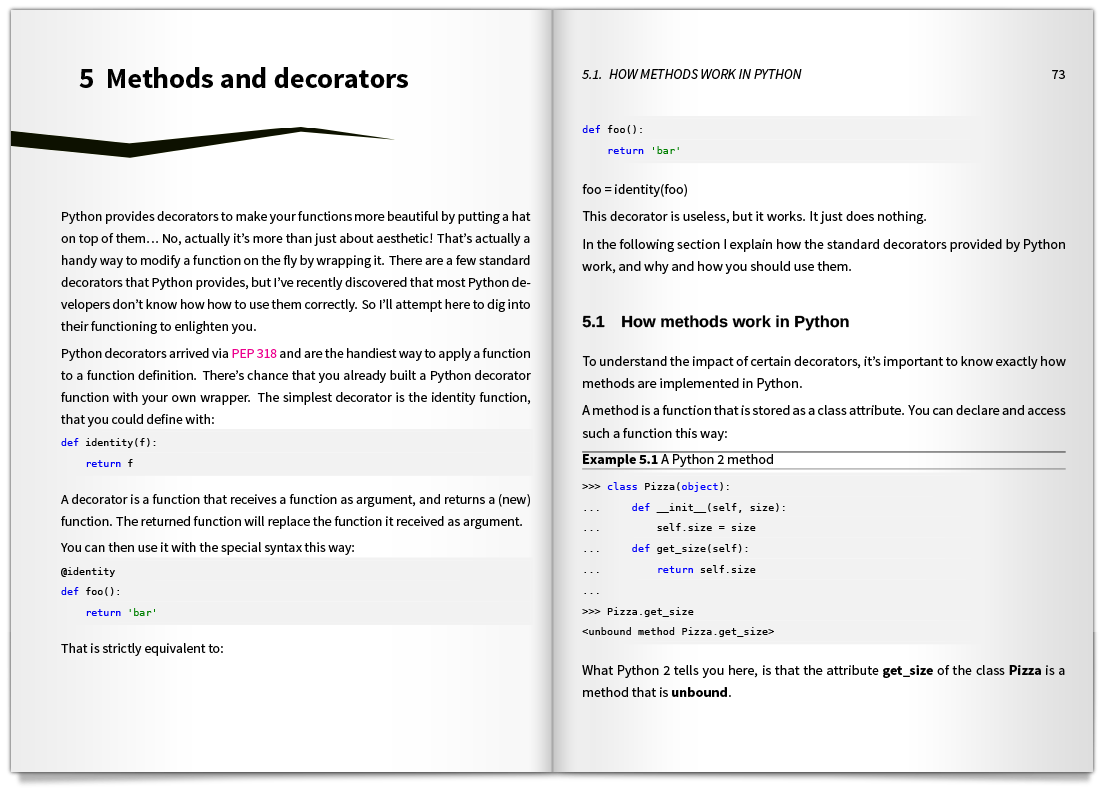 5 Methods and decorators
Python provides decorators to make your functions more beautiful by putting a hat
on top of them… No, actually it's more than just about aesthetic! That's actually a
handy way to modify a function on the fly by wrapping it. There are a few standard
decorators that Python provides, but I've recently discovered that most Python de-
velopers don't know how how to use them correctly. So I'll attempt here to dig into
their functioning to enlighten you.
Python decorators arrived via PEP 318 and are the handiest way to apply a function
to a function definition. There's chance that you already built a Python decorator
function with your own wrapper. The simplest decorator is the identity function,
that you could define with:
def identity(f):
    return f
A decorator is a function that receives a function as argument, and returns a (new)
function. The returned function will replace the function it received as argument.
You can then use it with the special syntax this way:
@identity
def foo():
    return 'bar'
That is strictly equivalent to:
5.1. HOW METHODS WORK IN PYTHON 73
def foo():
    return 'bar'
foo = identity(foo)
This decorator is useless, but it works. It just does nothing.
In the following section I explain how the standard decorators provided by Python
work, and why and how you should use them.
5.1 How methods work in Python
To understand the impact of certain decorators, it's important to know exactly how
methods are implemented in Python.
A method is a function that is stored as a class attribute. You can declare and access
such a function this way:
Example 5.1 A Python 2 method
>>> class Pizza(object):
...     def __init__(self, size):
...         self.size = size
...     def get_size(self):
...         return self.size
...
>>> Pizza.get_size
<unbound method Pizza.get_size>
What Python 2 tells you here, is that the attribute get_size of the class Pizza is a
method that is unbound.